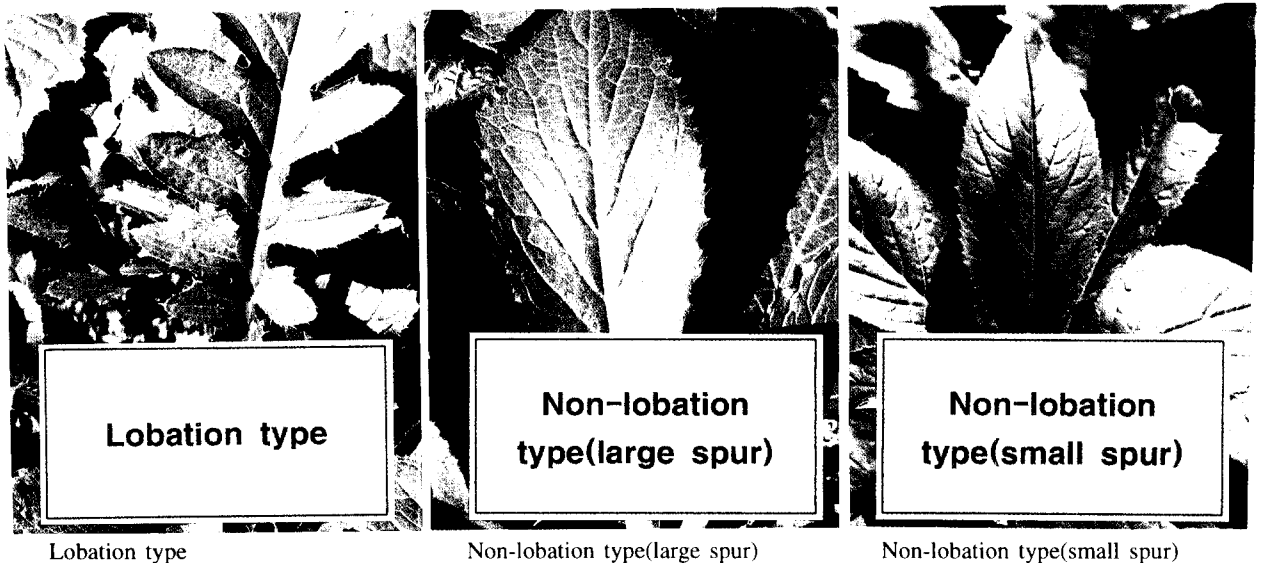 Lobation type
Non-lobation
type(large spur)
Non-lobation
type(small spur)
Lobation type
Non-lobation type(large spur)
Non-lobation type(small spur)